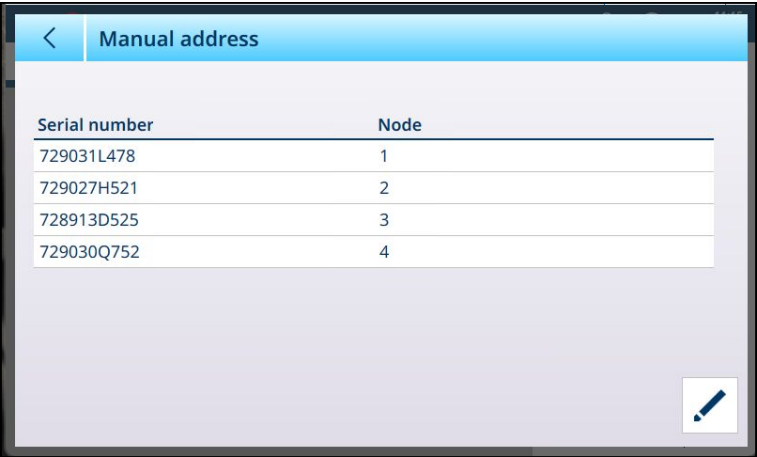 Manual address
Serial number Node
729031L478 1
729027H521 2
728913D525 3
729030Q752 4